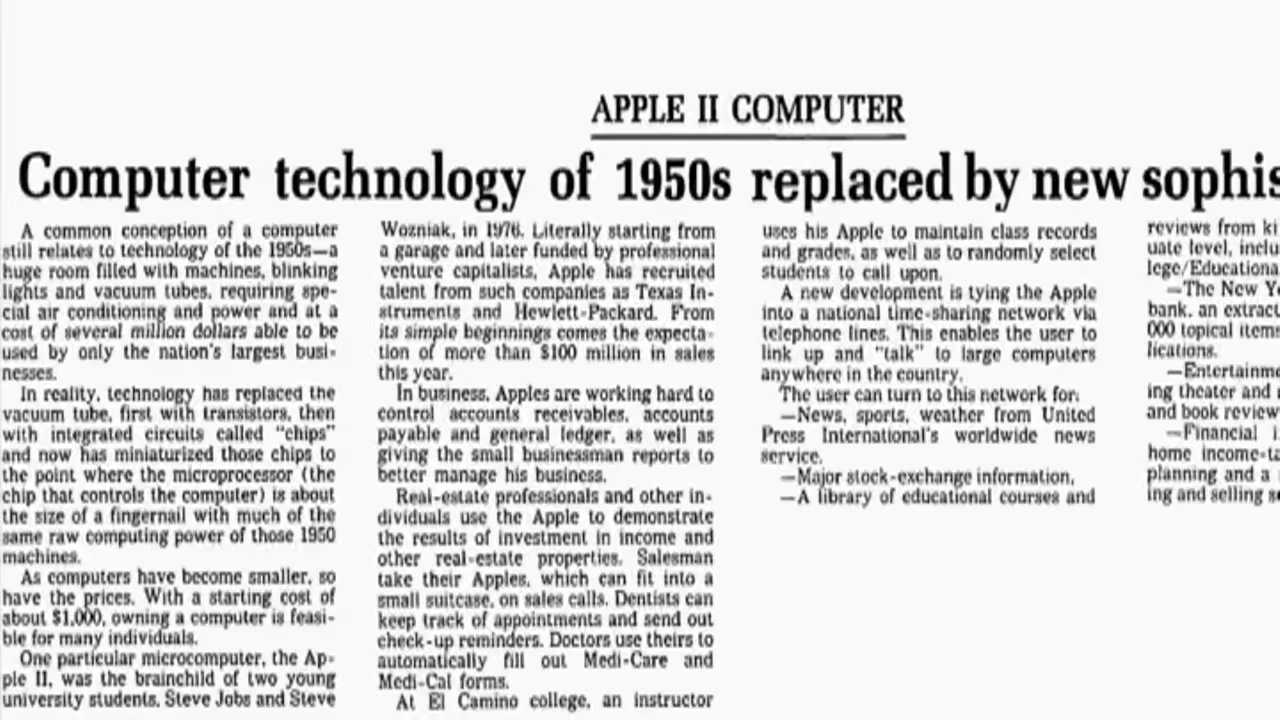 APPLE II COMPUTER
Computer technology of 1950s replaced by new sophis
A common conception of a computer
still relates to technology of the 1950s—a
huge room filled with machines, blinking
lights and vacuum tubes, requiring spe-
cial air conditioning and power and at a
cost of several million dollars able to be
used by only the nation's largest busi-
nesses.
In reality, technology has replaced the
vacuum tube, first with transistors, then
with integrated circuits called "chips"
and now has miniaturized those chips to
the point where the microprocessor (the
chip that controls the computer) is about
the size of a fingernail with much of the
same raw computing power of those 1950
machines.
As computers have become smaller, so
have the prices. With a starting cost of
about $1,000, owning a computer is feasi-
ble for many individuals.
One particular microcomputer, the Ap-
ple II, was the brainchild of two young
university students, Steve Jobs and Steve
Wozniak, in 1976. Literally starting from
a garage and later funded by professional
venture capitalists, Apple has recruited
talent from such companies as Texas In-
struments and Hewlett-Packard. From
its simple beginnings comes the expecta-
tion of more than $100 million in sales
this year.
In business, Apples are working hard to
control accounts receivables, accounts
payable and general ledger, as well as
giving the small businessman reports to
better manage his business.
Real-estate professionals and other in-
dividuals use the Apple to demonstrate
the results of investment in income and
other real-estate properties. Salesman
take their Apples, which can fit into a
small suitcase, on sales calls. Dentists can
keep track of appointments and send out
check-up reminders. Doctors use theirs to
automatically fill out Medi-Care and
Medi-Cal forms.
At El Camino college, an instructor
uses his Apple to maintain class records
and grades, as well as to randomly select
students to call upon.
A new development is tying the Apple
into a national time-sharing network via
telephone lines. This enables the user to
link up and "talk" to large computers
anywhere in the country.
The user can turn to this network for:
—News, sports, weather from United
Press International's worldwide news
service.
—Major stock-exchange information.
—A library of educational courses and
reviews from ki
uate level, inclu
lege/Educationa
—The New Yo
bank, an extract
000 topical items
lications.
—Entertainme
ing theater and
and book review
—Financial i
home income-ta
planning and a
ing and selling se